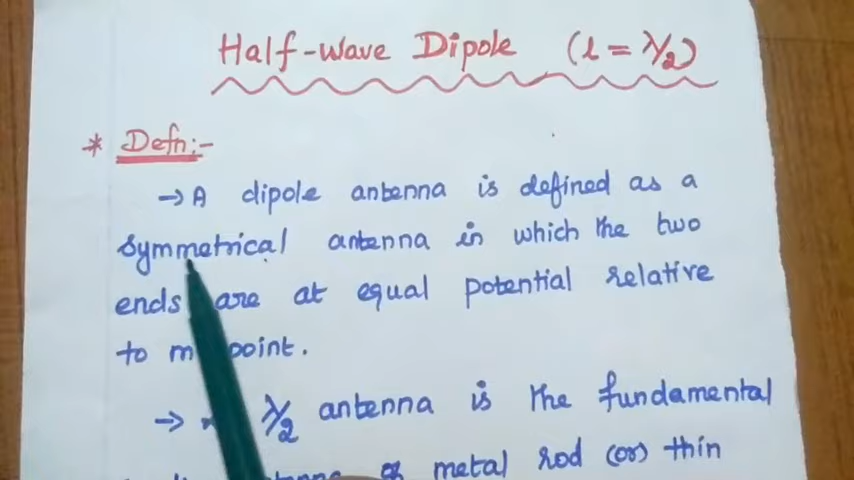 Half-Wave Dipole (l = λ/2)
* Defn:-
→ A dipole antenna is defined as a
symmetrical antenna in which the two
ends are at equal potential relative
to point.
→ λ/2 antenna is the fundamental
metal rod (or) thin